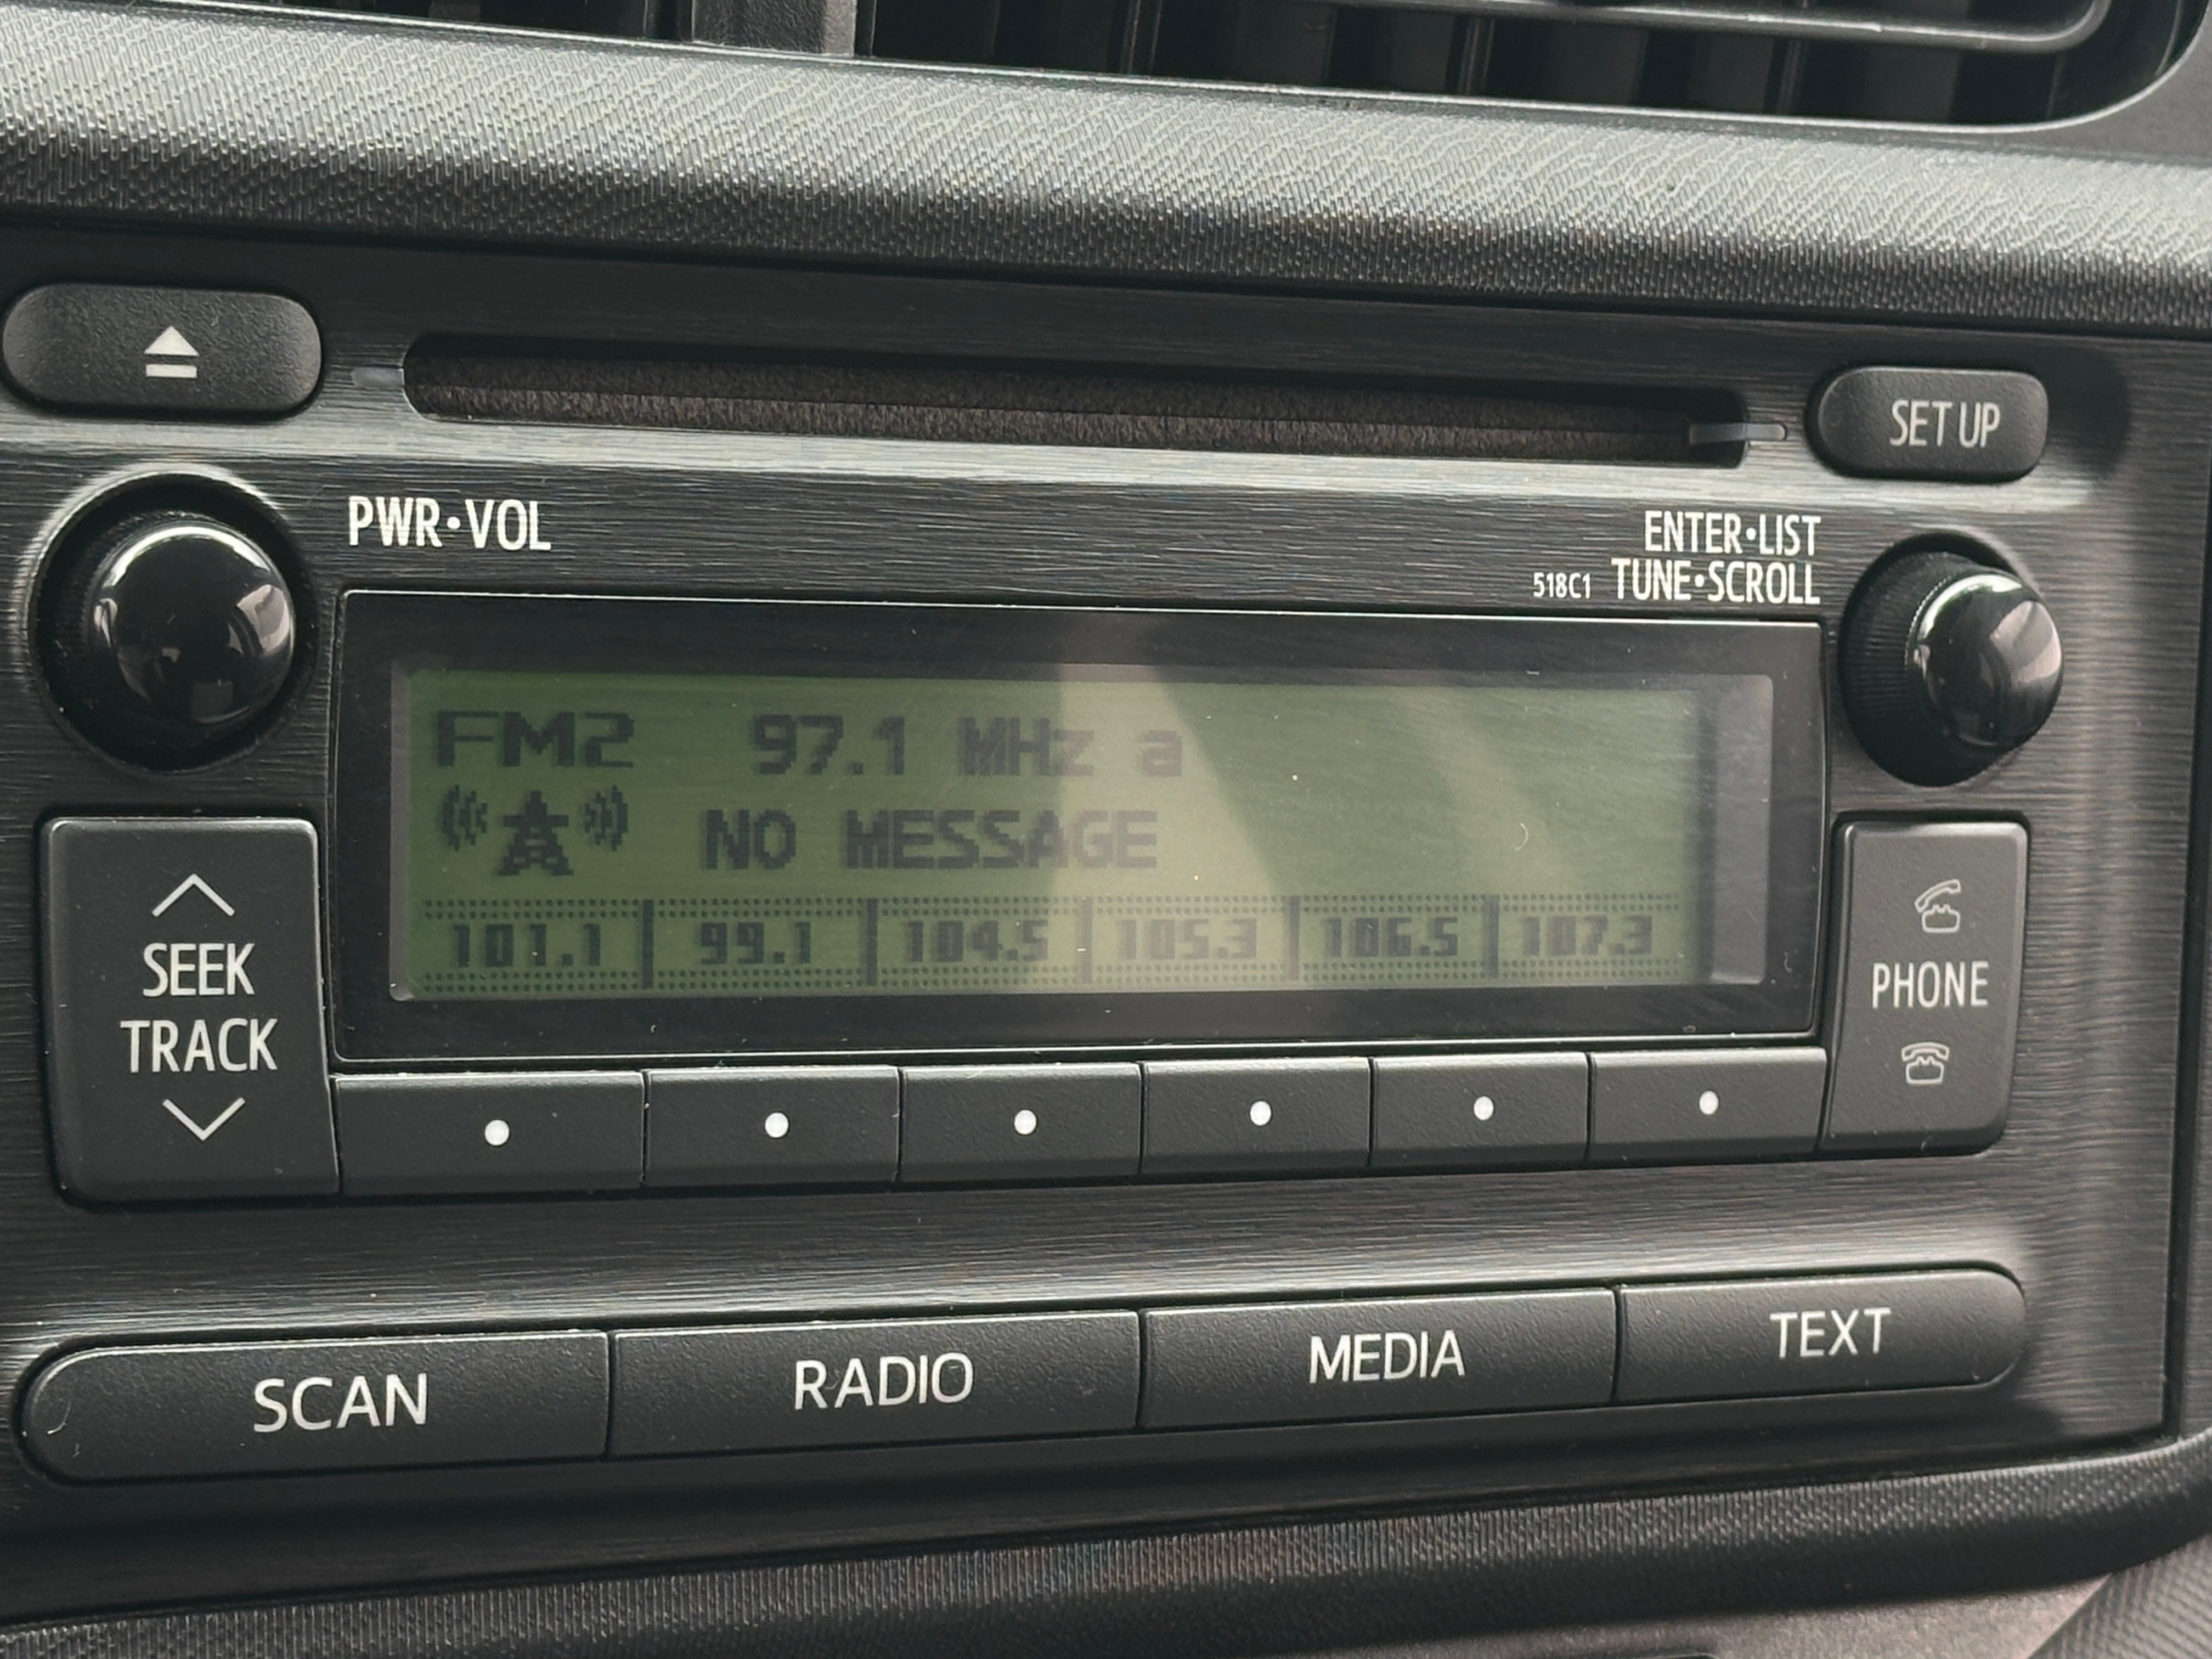 SET UP
PWR•VOL
ENTER•LIST
518C1 TUNE•SCROLL
FM2 97.1 MHz a
NO MESSAGE
101.1 99.1 104.5 105.3 106.5 107.3
SEEK
TRACK
PHONE
SCAN RADIO MEDIA TEXT